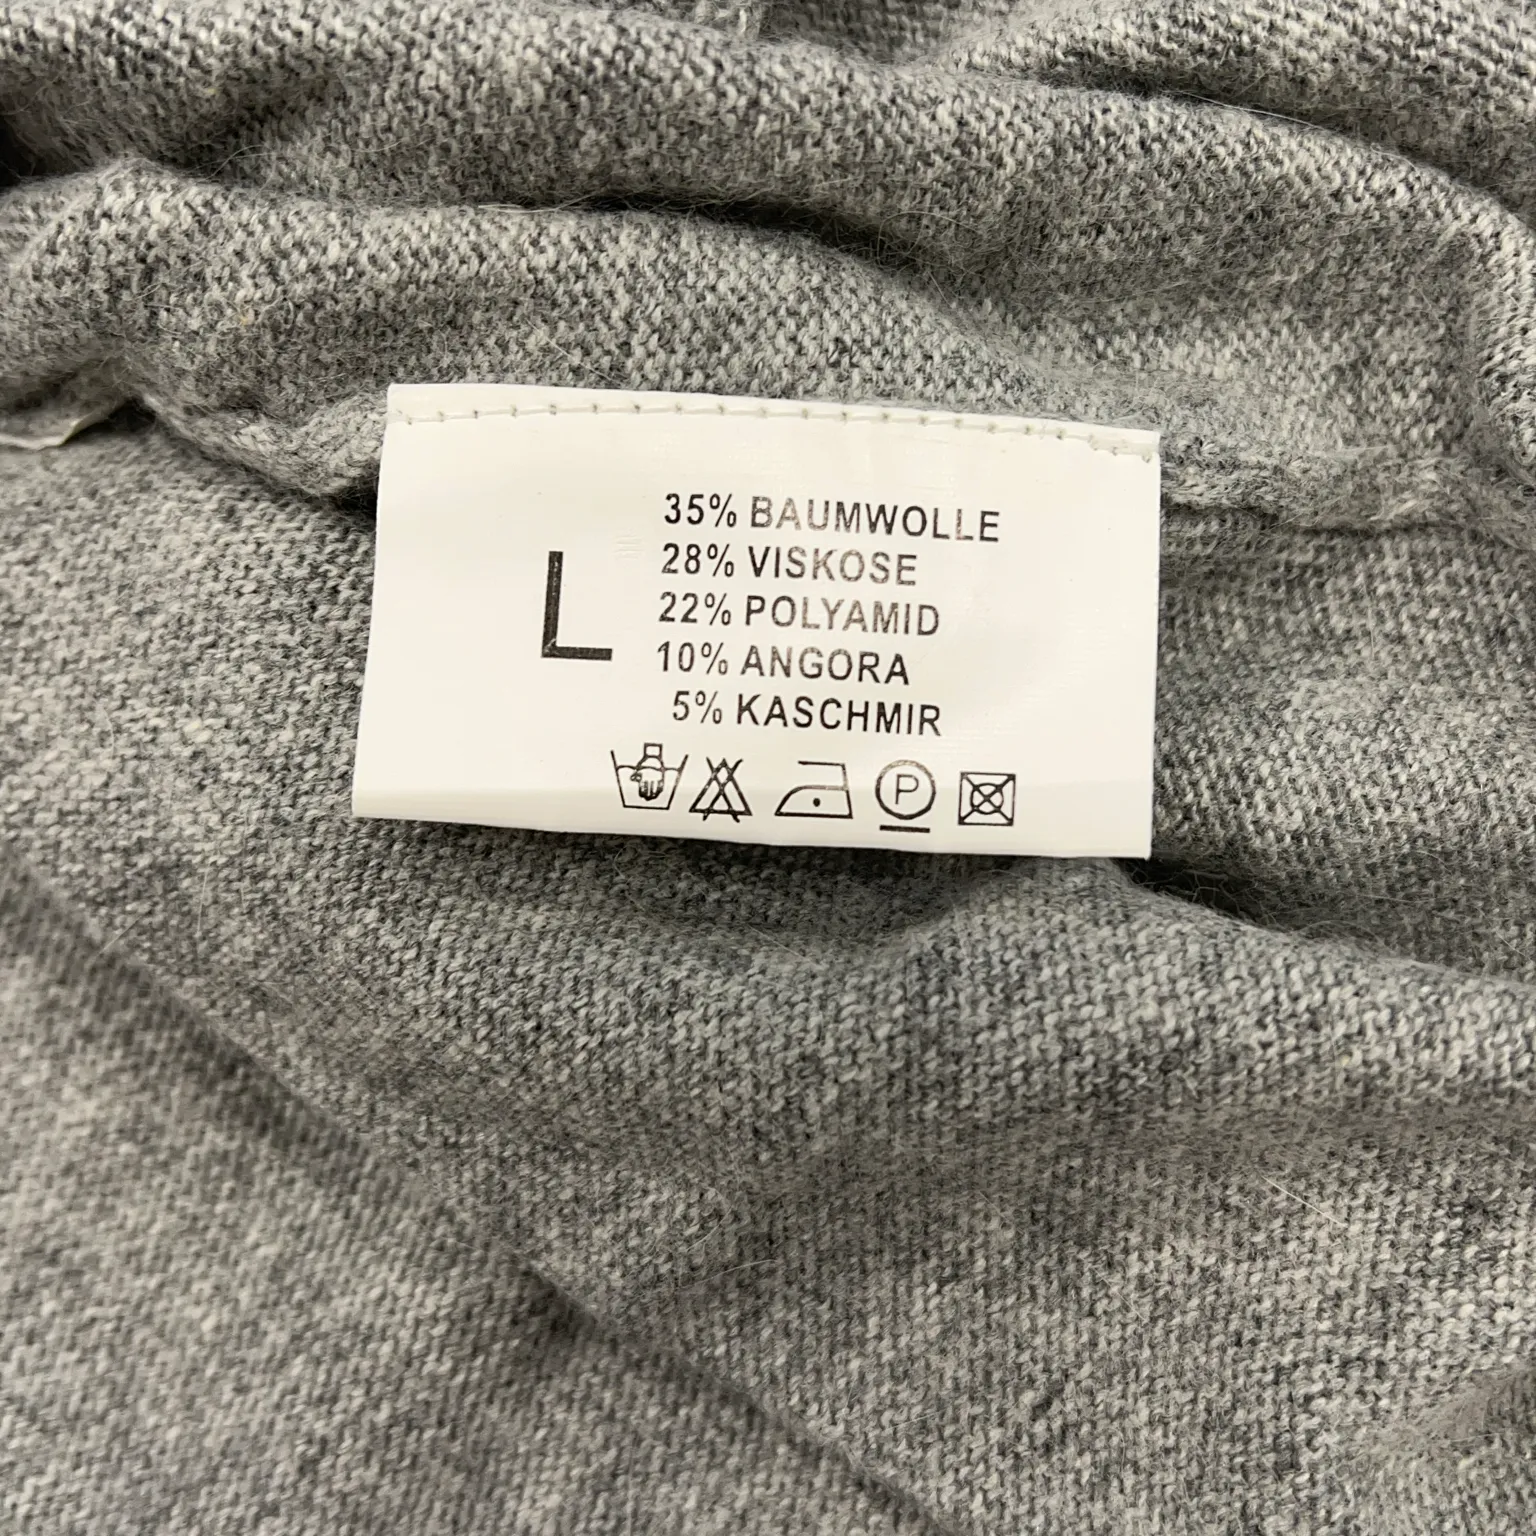 L
35% BAUMWOLLE
28% VISKOSE
22% POLYAMID
10% ANGORA
5% KASCHMIR
P